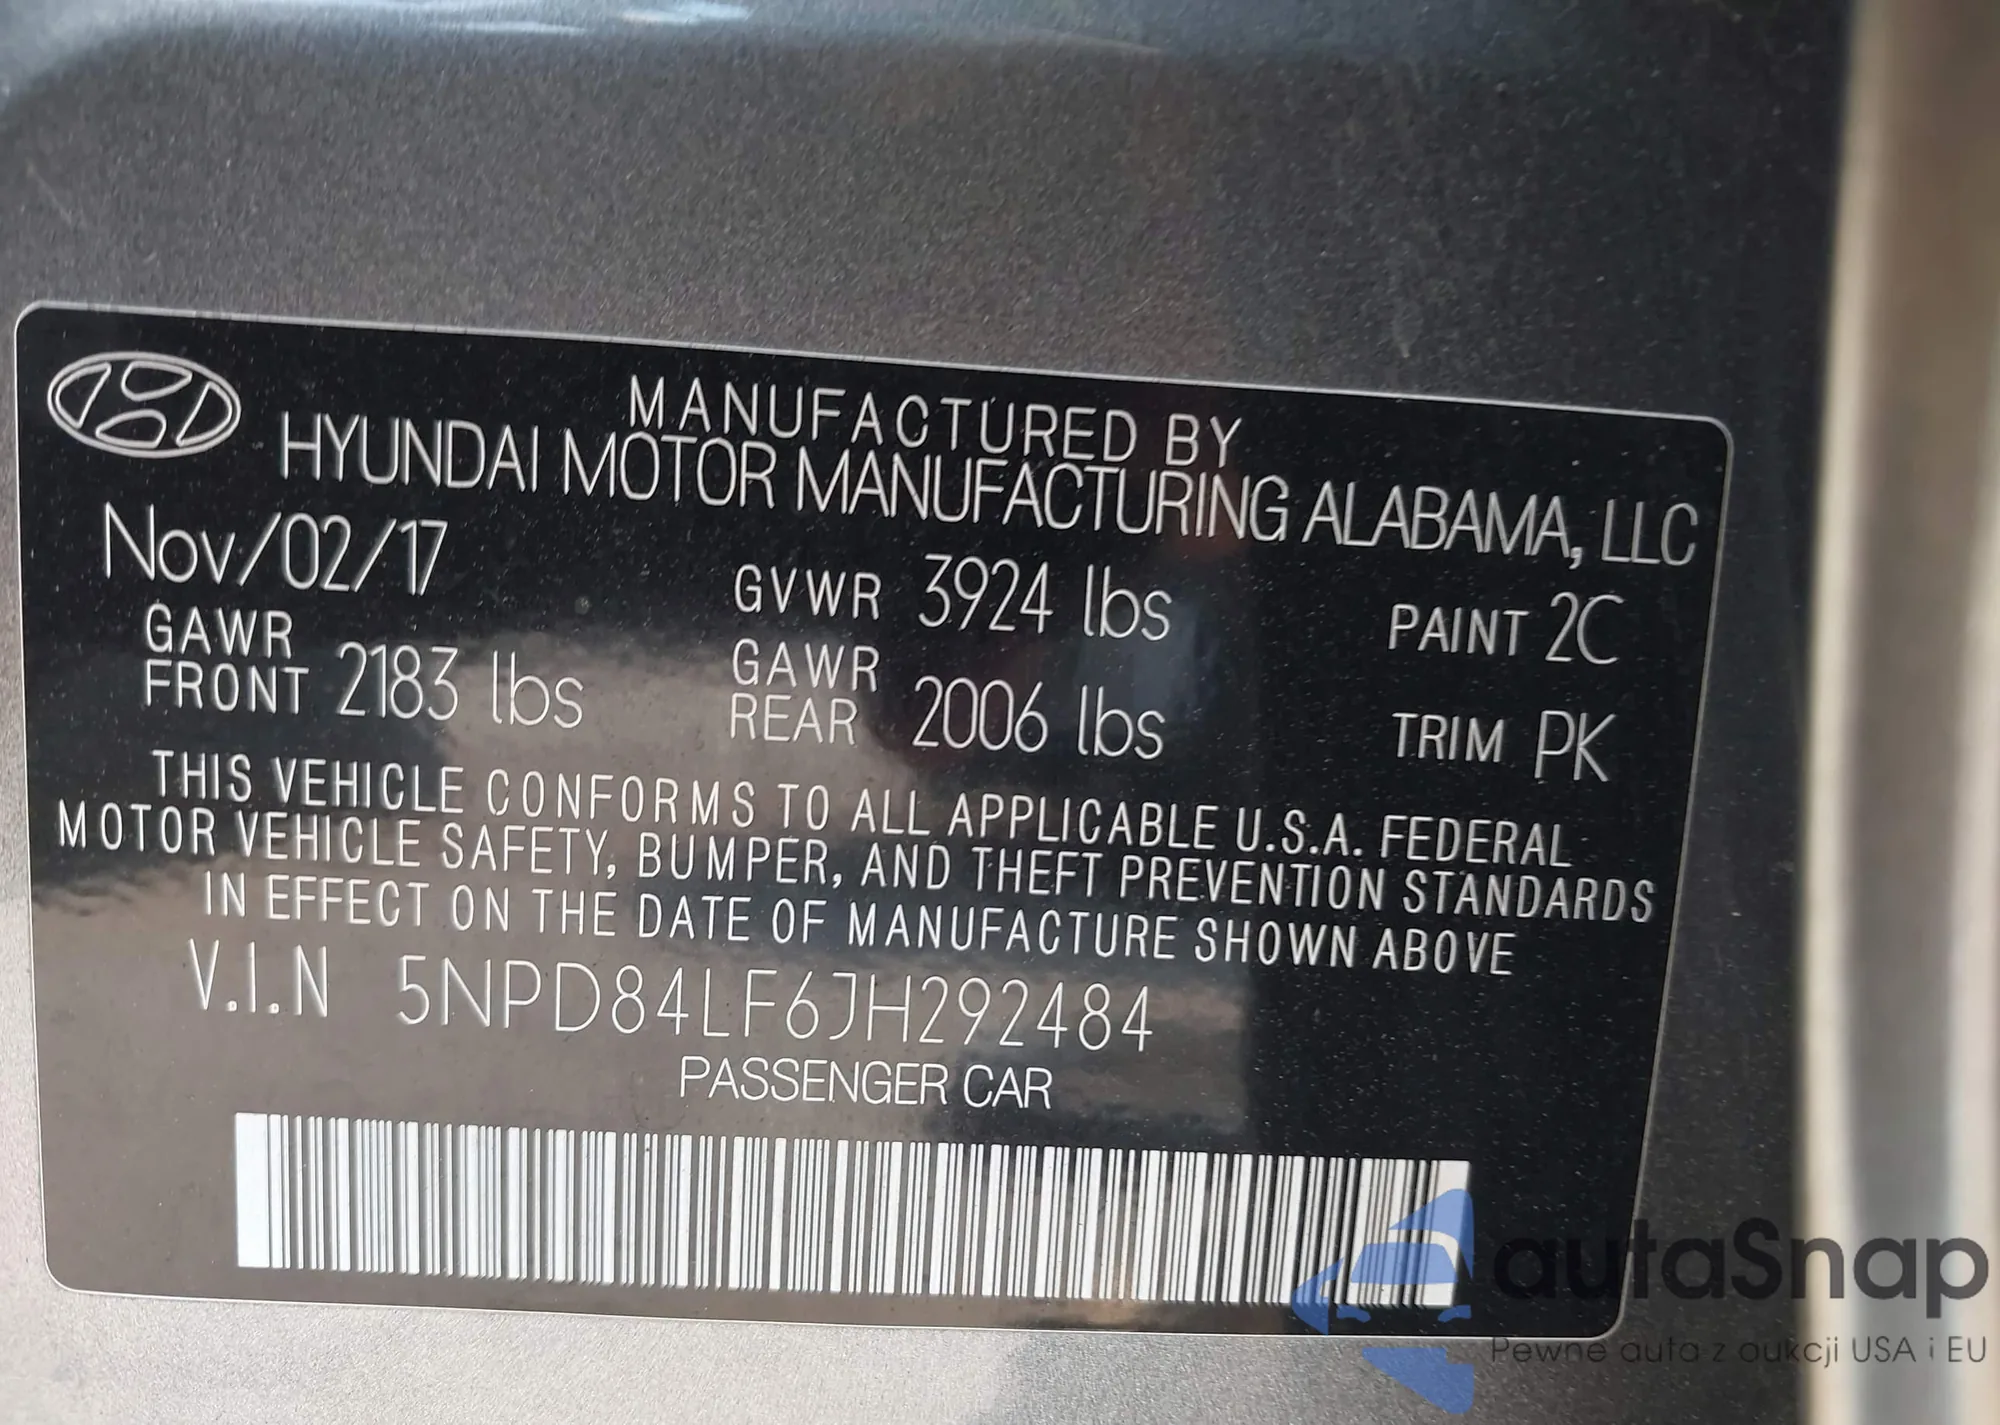 MANUFACTURED BY
HYUNDAI MOTOR MANUFACTURING ALABAMA, LLC
Nov/02/17
GVWR 3924 lbs
PAINT 2C
GAWR FRONT 2183 lbs
GAWR REAR 2006 lbs
TRIM PK
THIS VEHICLE CONFORMS TO ALL APPLICABLE U.S.A. FEDERAL
MOTOR VEHICLE SAFETY, BUMPER, AND THEFT PREVENTION STANDARDS
IN EFFECT ON THE DATE OF MANUFACTURE SHOWN ABOVE
V.I.N 5NPD84LF6JH292484
PASSENGER CAR
autaSnap
Pewne auta z aukcji USA i EU